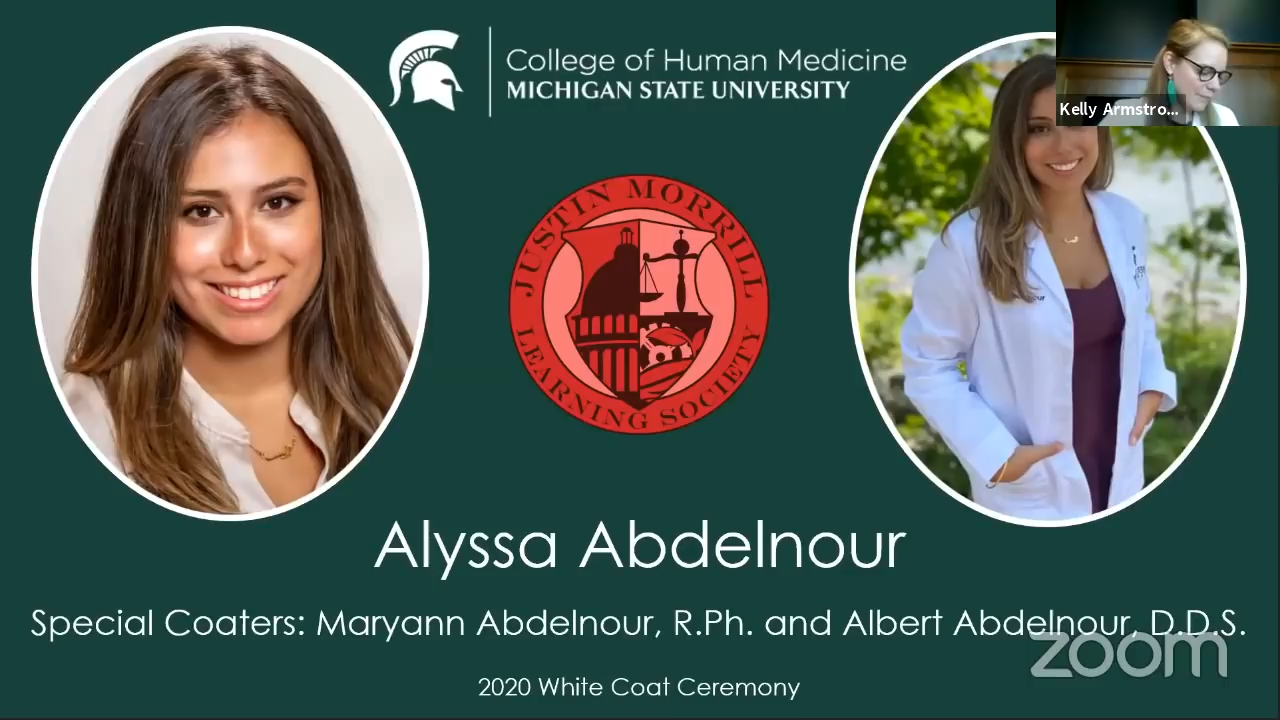 College of Human Medicine
MICHIGAN STATE UNIVERSITY
Kelly Armstro...
JUSTIN MORRILL
LEARNING SOCIETY
Alyssa Abdelnour
Special Coaters: Maryann Abdelnour, R.Ph. and Albert Abdelnour, D.D.S.
zoom
2020 White Coat Ceremony